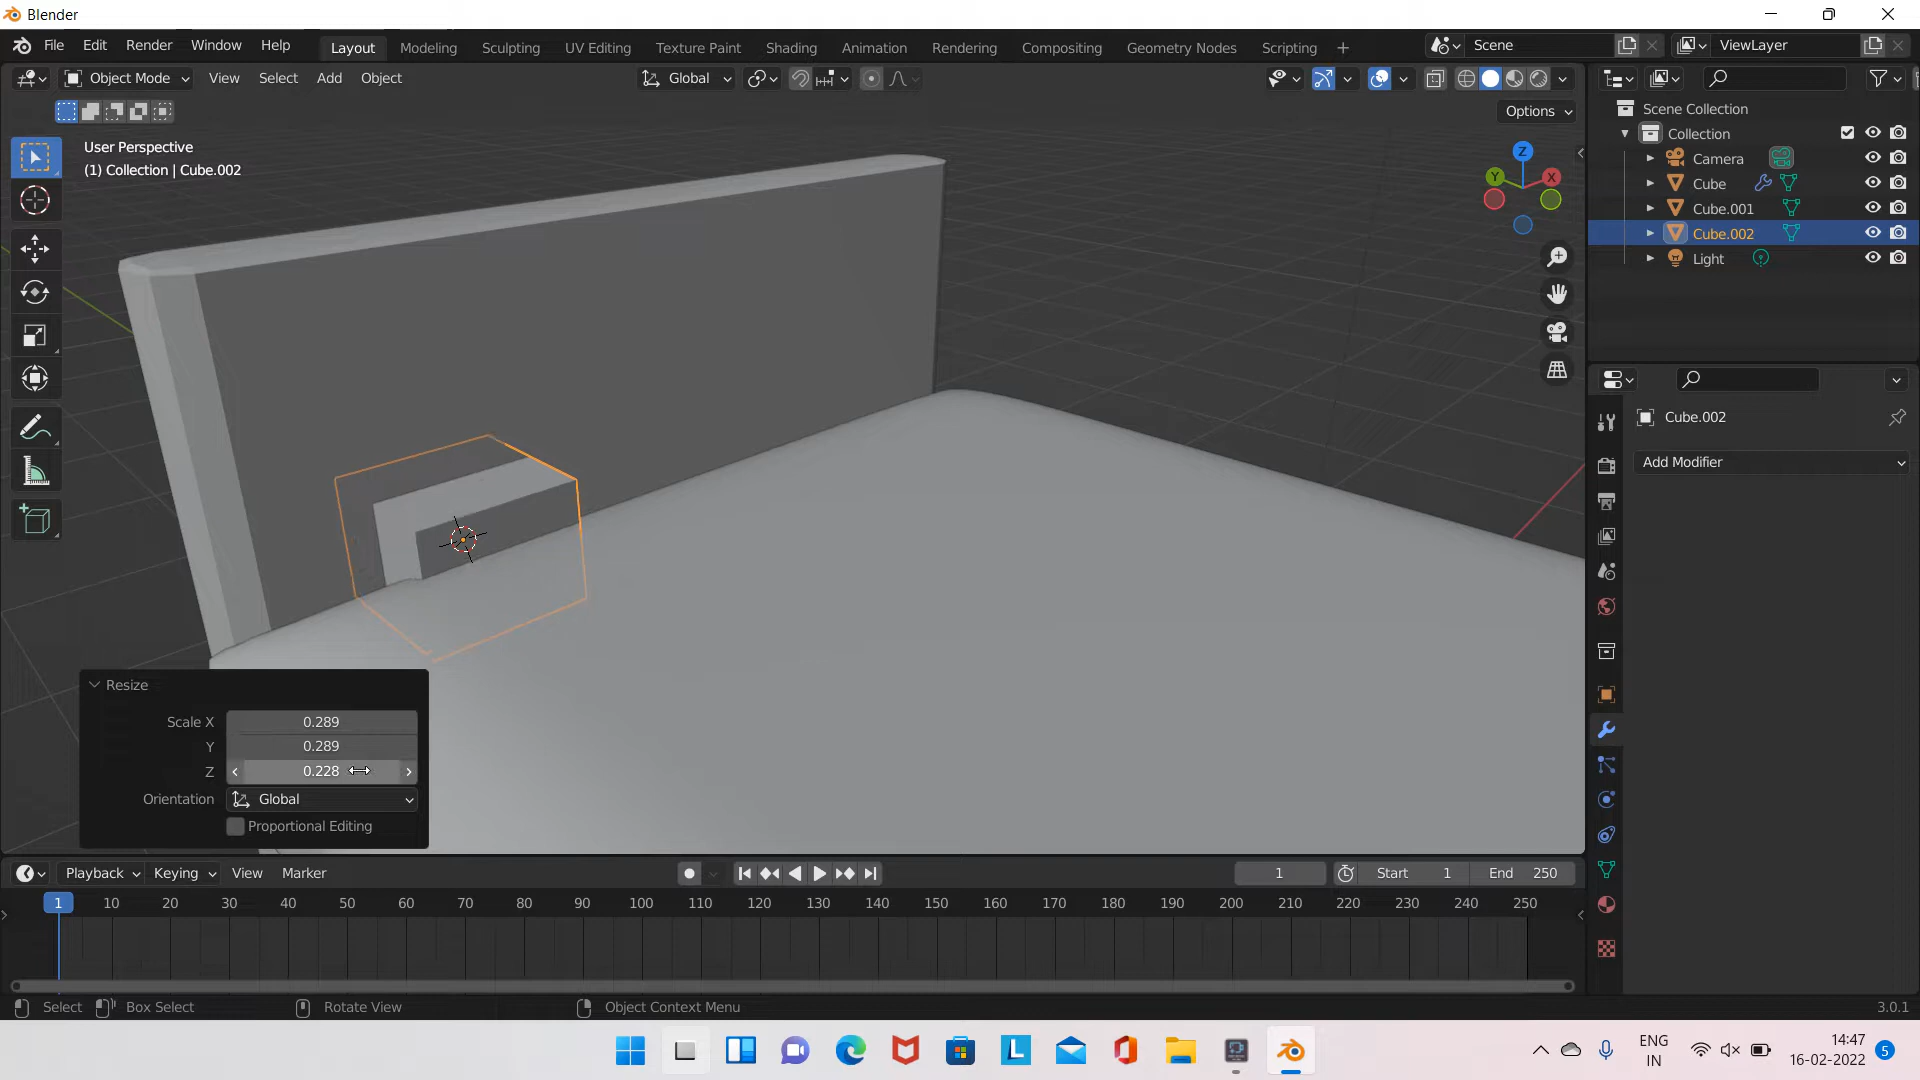 Blender
File Edit Render Window Help Layout Modeling Sculpting UV Editing Texture Paint Shading Animation Rendering Compositing Geometry Nodes Scripting Scene ViewLayer
Object Mode View Select Add Object Global
Options
User Perspective
(1) Collection | Cube.002
Z
Y
X
Scene Collection
Collection
Camera
Cube
Cube.001
Cube.002
Light
Cube.002
Add Modifier
Resize
Scale X 0.289
Y 0.289
Z 0.228
Orientation Global
Proportional Editing
Playback Keying View Marker 1 Start 1 End 250
1 10 20 30 40 50 60 70 80 90 100 110 120 130 140 150 160 170 180 190 200 210 220 230 240 250
Select Box Select Rotate View Object Context Menu 3.0.1
ENG
IN
14:47
16-02-2022
5